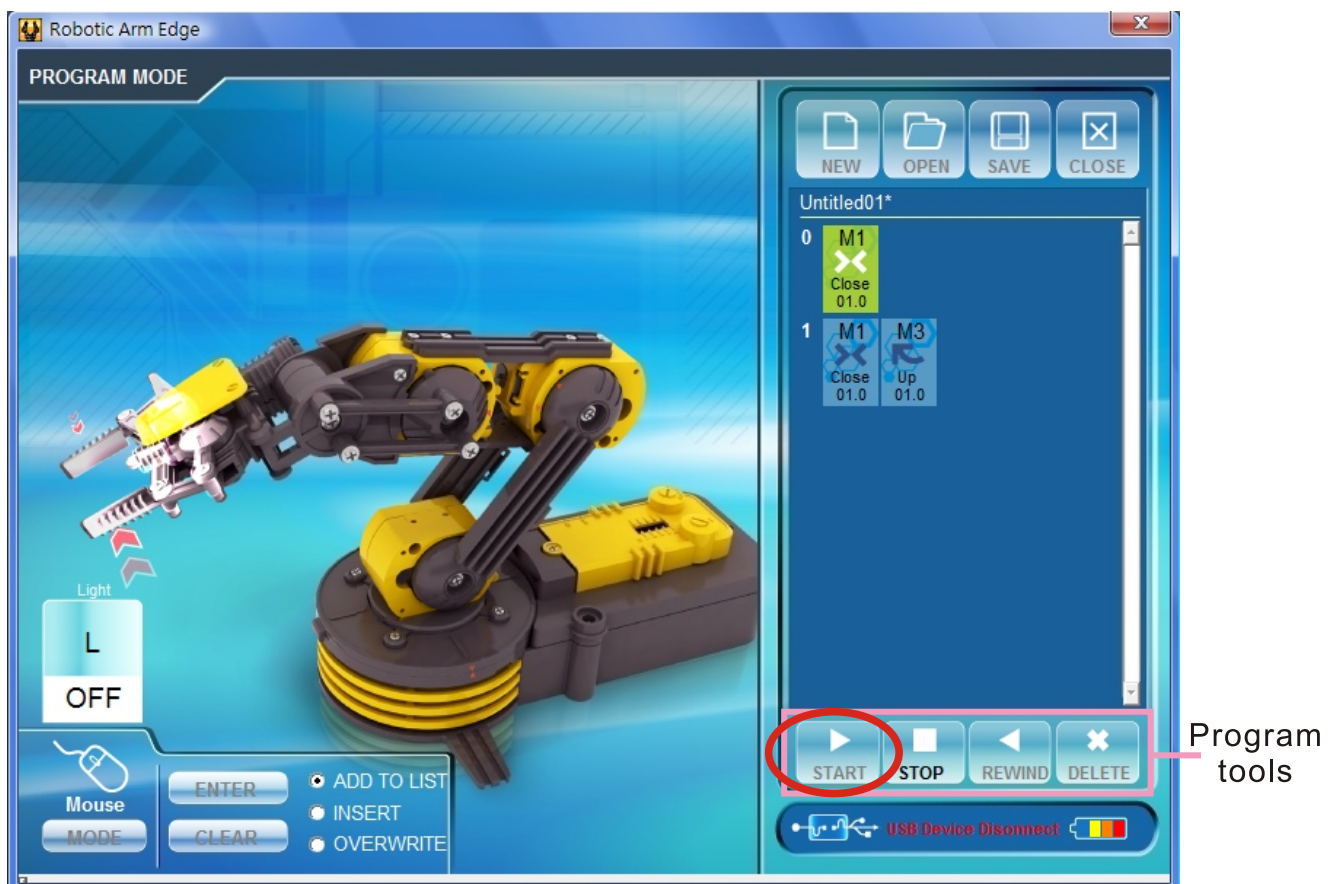 Robotic Arm Edge
X
PROGRAM MODE
NEW
OPEN
SAVE
CLOSE
Untitled01*
0
M1
Close
01.0
1
M1
Close
01.0
M3
Up
01.0
Light
L
OFF
Mouse
MODE
ENTER
CLEAR
ADD TO LIST
INSERT
OVERWRITE
START
STOP
REWIND
DELETE
USB Device Disonnect
Program
tools